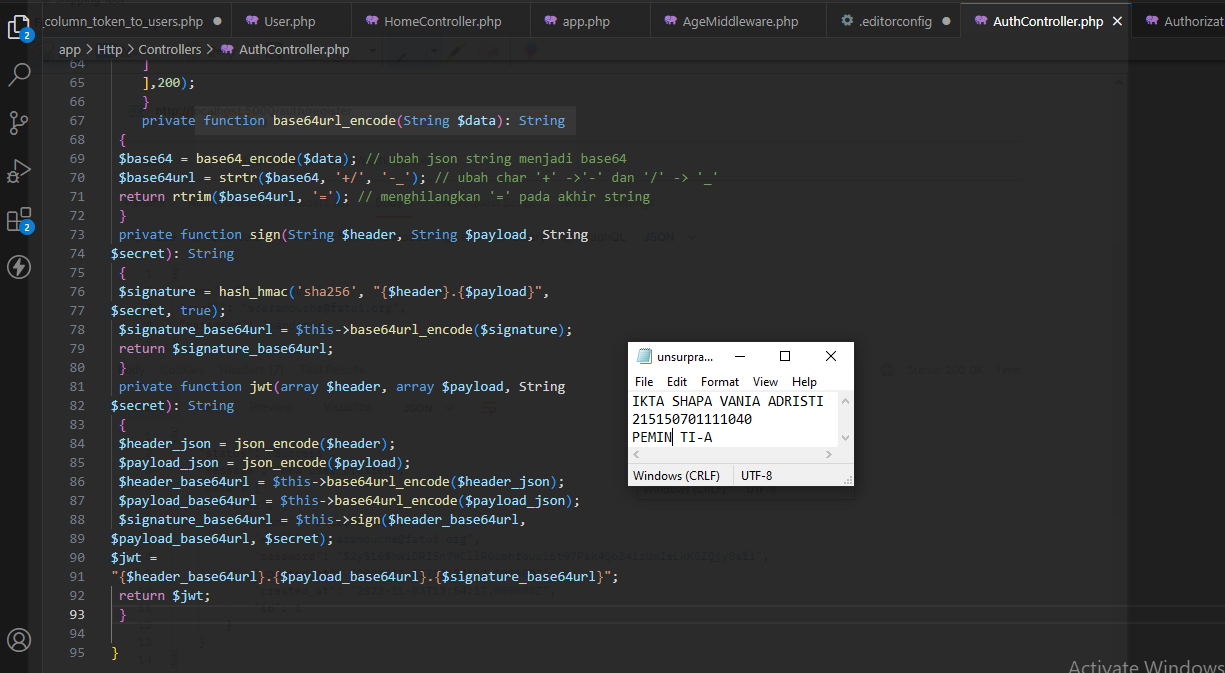 column_token_to_users.php User.php HomeController.php app.php AgeMiddleware.php .editorconfig AuthController.php Authorizat
app > Http > Controllers > AuthController.php
2
2
64 ]
65 ],200);
66 }
67 private function base64url_encode(String $data): String
68 {
69 $base64 = base64_encode($data); // ubah json string menjadi base64
70 $base64url = strtr($base64, '+/', '-_'); // ubah char '+' ->'-' dan '/' -> '_'
71 return rtrim($base64url, '='); // menghilangkan '=' pada akhir string
72 }
73 private function sign(String $header, String $payload, String
74 $secret): String
75 {
76 $signature = hash_hmac('sha256', "{$header}.{$payload}",
77 $secret, true);
78 $signature_base64url = $this->base64url_encode($signature);
79 return $signature_base64url;
80 }
81 private function jwt(array $header, array $payload, String
82 $secret): String
83 {
84 $header_json = json_encode($header);
85 $payload_json = json_encode($payload);
86 $header_base64url = $this->base64url_encode($header_json);
87 $payload_base64url = $this->base64url_encode($payload_json);
88 $signature_base64url = $this->sign($header_base64url,
89 $payload_base64url, $secret);
90 $jwt =
91 "{$header_base64url}.{$payload_base64url}.{$signature_base64url}";
92 return $jwt;
93 }
94
95 }
unsurpra...
File Edit Format View Help
IKTA SHAPA VANIA ADRISTI
215150701111040
PEMIN TI-A
Windows (CRLF) UTF-8
Activate Windows